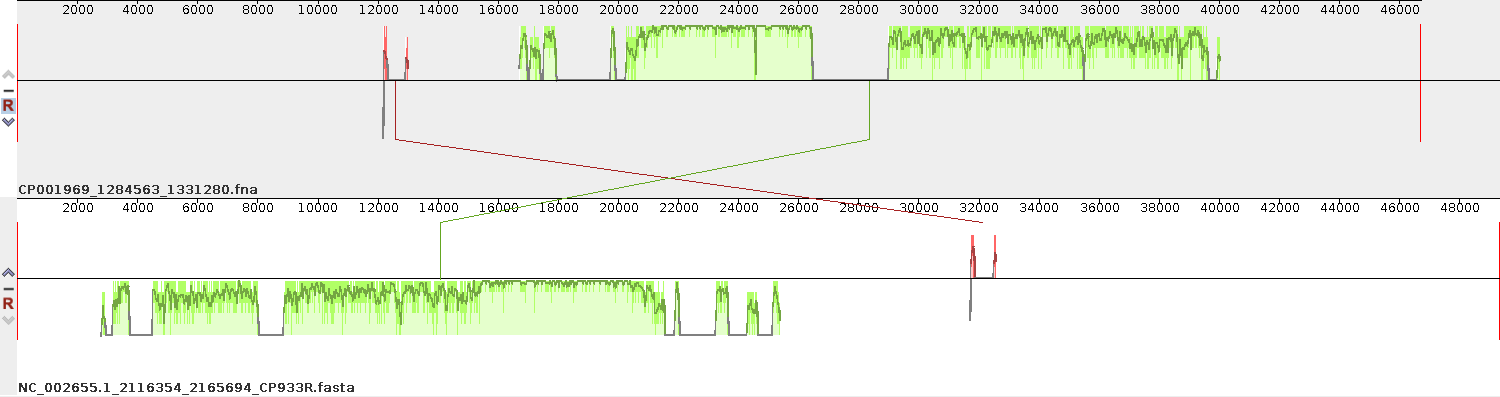 2000 4000 6000 8000 10000 12000 14000 16000 18000 20000 22000 24000 26000 28000 30000 32000 34000 36000 38000 40000 42000 44000 46000
R
CP001969_1284563_1331280.fna
2000 4000 6000 8000 10000 12000 14000 16000 18000 20000 22000 24000 26000 28000 30000 32000 34000 36000 38000 40000 42000 44000 46000 48000
R
NC_002655.1_2116354_2165694_CP933R.fasta